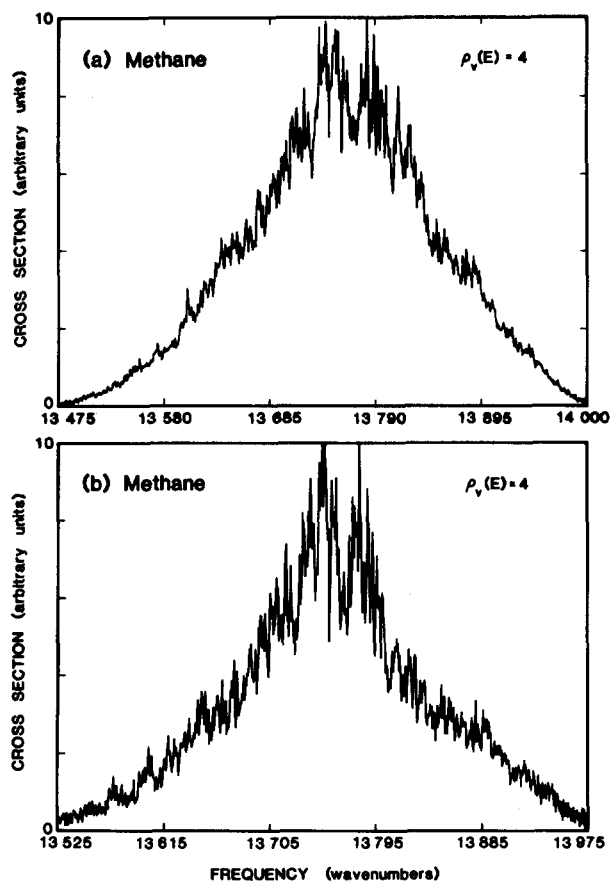 10
(a) Methane
ρᵥ(E) = 4
CROSS SECTION (arbitrary units)
0
13 475
13 580
13 685
13 790
13 895
14 000
10
(b) Methane
ρᵥ(E) = 4
CROSS SECTION (arbitrary units)
0
13 525
13 615
13 705
13 795
13 885
13 975
FREQUENCY (wavenumbers)